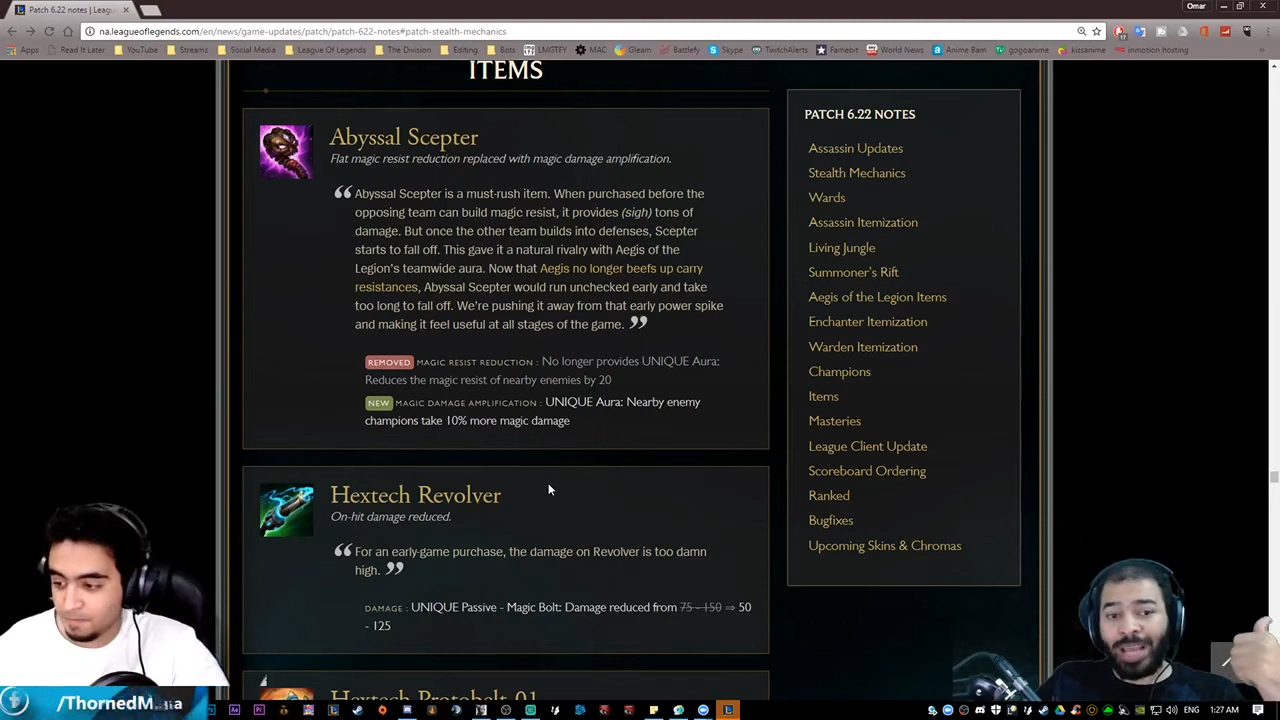 Patch 6.22 notes | Leagu
Omar
na.leagueoflegends.com/en/news/game-updates/patch/patch-622-notes#patch-stealth-mechanics
Apps Read It Later YouTube Streams Social Media League Of Legends The Division Editing Bots LMGTFY MAC Gleam Battlefy Skype TwitchAlerts Famebit World News Anime Bam gogoanime kissanime inmotion hosting
ITEMS
Abyssal Scepter
Flat magic resist reduction replaced with magic damage amplification.
“ Abyssal Scepter is a must-rush item. When purchased before the
opposing team can build magic resist, it provides (sigh) tons of
damage. But once the other team builds into defenses, Scepter
starts to fall off. This gave it a natural rivalry with Aegis of the
Legion's teamwide aura. Now that Aegis no longer beefs up carry
resistances, Abyssal Scepter would run unchecked early and take
too long to fall off. We're pushing it away from that early power spike
and making it feel useful at all stages of the game. ”
REMOVED MAGIC RESIST REDUCTION : No longer provides UNIQUE Aura:
Reduces the magic resist of nearby enemies by 20
NEW MAGIC DAMAGE AMPLIFICATION : UNIQUE Aura: Nearby enemy
champions take 10% more magic damage
Hextech Revolver
On-hit damage reduced.
“ For an early-game purchase, the damage on Revolver is too damn
high. ”
DAMAGE : UNIQUE Passive - Magic Bolt: Damage reduced from 75 - 150 ⇒ 50
- 125
Hextech Protobelt-01
PATCH 6.22 NOTES
Assassin Updates
Stealth Mechanics
Wards
Assassin Itemization
Living Jungle
Summoner's Rift
Aegis of the Legion Items
Enchanter Itemization
Warden Itemization
Champions
Items
Masteries
League Client Update
Scoreboard Ordering
Ranked
Bugfixes
Upcoming Skins & Chromas
/ThornedM
ENG 1:27 AM